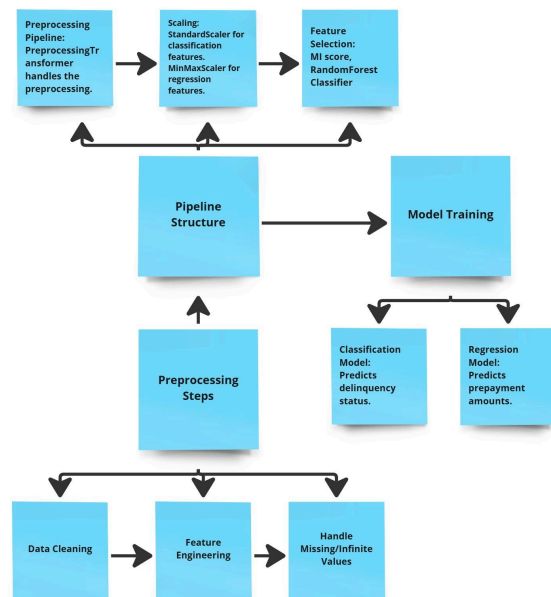 Preprocessing
Pipeline:
PreprocessingTr
ansformer
handles the
preprocessing.
Scaling:
StandardScaler for
classification
features.
MinMaxScaler for
regression
features.
Feature
Selection:
MI score,
RandomForest
Classifier
Pipeline
Structure
Model Training
Classification
Model:
Predicts
delinquency
status.
Regression
Model:
Predicts
prepayment
amounts.
Preprocessing
Steps
Data Cleaning
Feature
Engineering
Handle
Missing/Infinite
Values